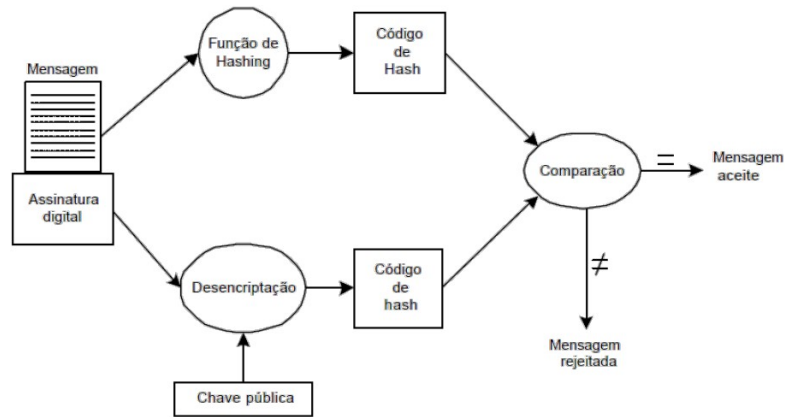 Mensagem
Assinatura
digital
Função de
Hashing
Código
de
Hash
Desencriptação
Código
de
hash
Chave pública
Comparação
=
Mensagem
aceite
≠
Mensagem
rejeitada